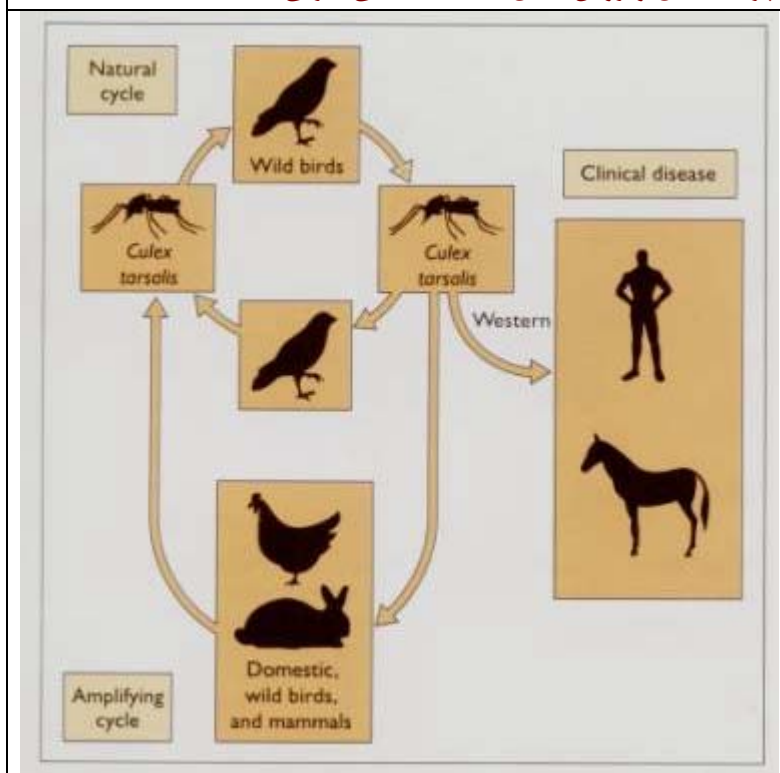 Natural
cycle
Wild birds
Clinical disease
Culex
tarsalis
Culex
tarsalis
Western
Domestic,
wild birds,
and mammals
Amplifying
cycle